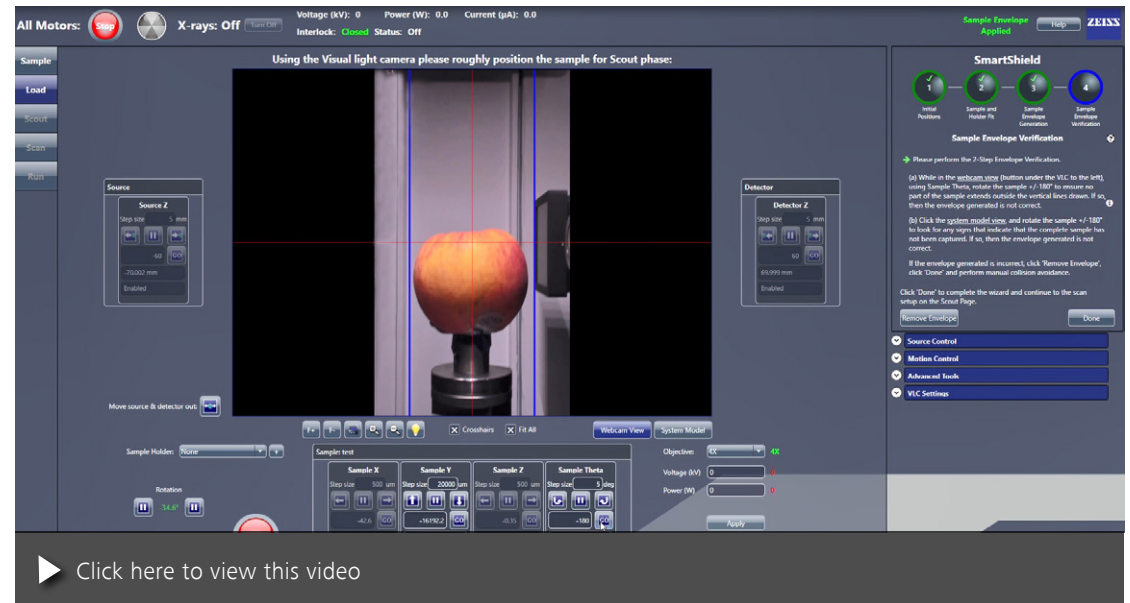 All Motors:
Stop
X-rays: Off
Turn Off
Voltage (kV): 0 Power (W): 0.0 Current (µA): 0.0
Interlock: Closed Status: Off
Sample Envelope
Applied
Help
ZEISS
Sample
Load
Scout
Scan
Run
Using the Visual light camera please roughly position the sample for Scout phase:
Source
Source Z
Step size 5 mm
60 GO
-70.002 mm
Enabled
Detector
Detector Z
Step size 5 mm
60 GO
69.995 mm
Enabled
Move source & detector out:
Crosshairs
Fit All
Webcam View
System Model
Sample Holder: None
Rotation
34.6°
Sample: test
Sample X
Step size 500 um
-42.6 GO
Sample Y
Step size 20000 um
-16192.2 GO
Sample Z
Step size 500 um
-0.35 GO
Sample Theta
Step size 5 deg
-180 GO
Objective: 4X 4X
Voltage (kV) 0 0
Power (W) 0 0
Apply
SmartShield
1
2
3
4
Initial
Positions
Sample and
Holder Fit
Sample
Envelope
Generation
Sample
Envelope
Verification
Sample Envelope Verification
Please perform the 2-Step Envelope Verification.
(a) While in the webcam view (button under the VLC to the left),
using Sample Theta, rotate the sample +/-180° to ensure no
part of the sample extends outside the vertical lines drawn. If so,
then the envelope generated is not correct.
(b) Click the system model view, and rotate the sample +/-180°
to look for any signs that indicate that the complete sample has
not been captured. If so, then the envelope generated is not
correct.
If the envelope generated is incorrect, click 'Remove Envelope',
click 'Done' and perform manual collision avoidance.
Click 'Done' to complete the wizard and continue to the scan
setup on the Scout Page.
Remove Envelope
Done
Source Control
Motion Control
Advanced Tools
VLC Settings
Click here to view this video